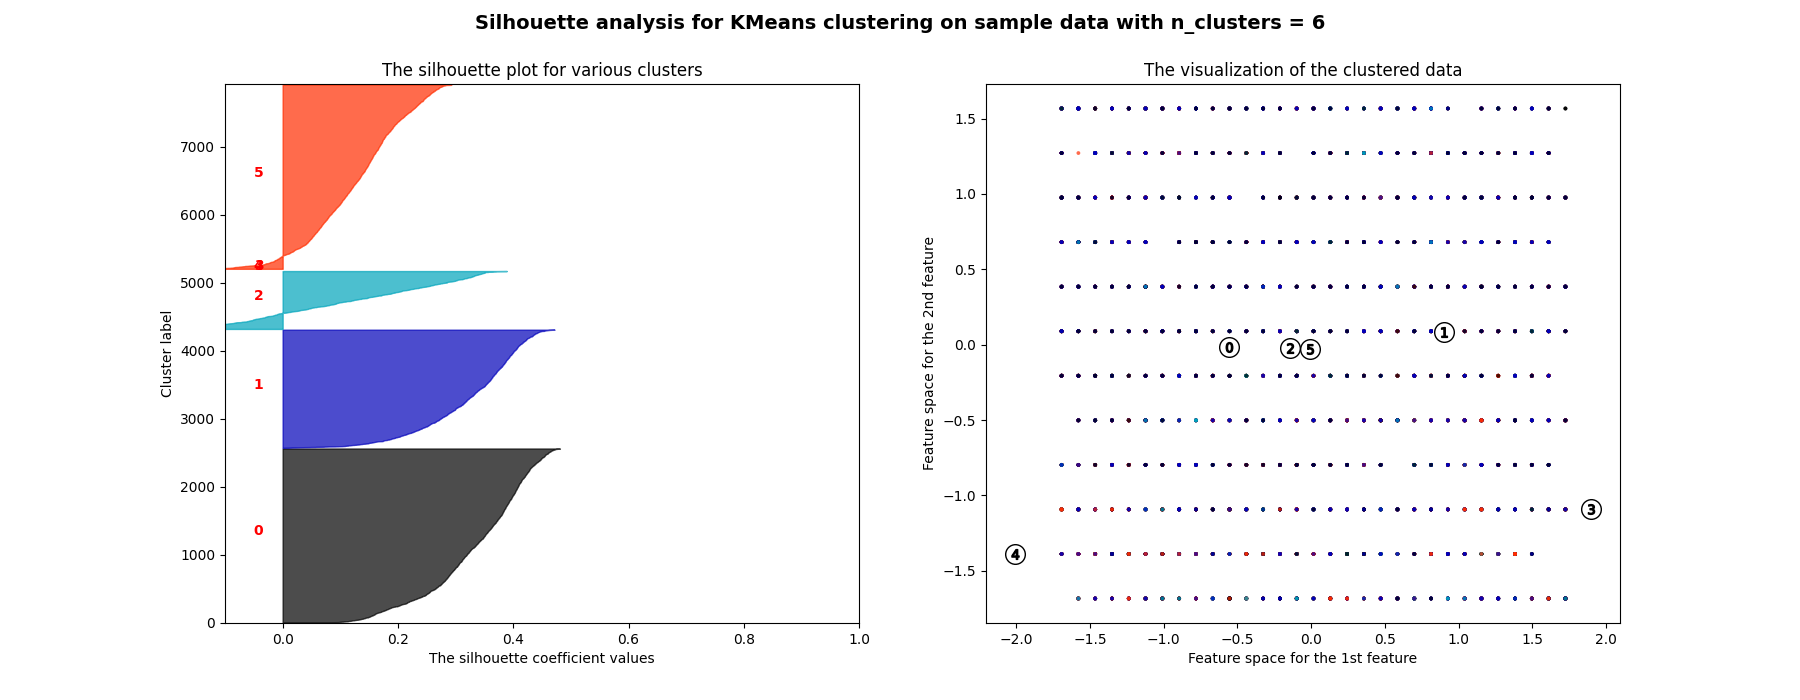 Silhouette analysis for KMeans clustering on sample data with n_clusters = 6
The silhouette plot for various clusters
7000
6000
5000
4000
3000
2000
1000
0
Cluster label
5
2
1
0
0.0 0.2 0.4 0.6 0.8 1.0
The silhouette coefficient values
The visualization of the clustered data
1.5
1.0
0.5
0.0
−0.5
−1.0
−1.5
Feature space for the 2nd feature
0 2 5 1
3
4
−2.0 −1.5 −1.0 −0.5 0.0 0.5 1.0 1.5 2.0
Feature space for the 1st feature